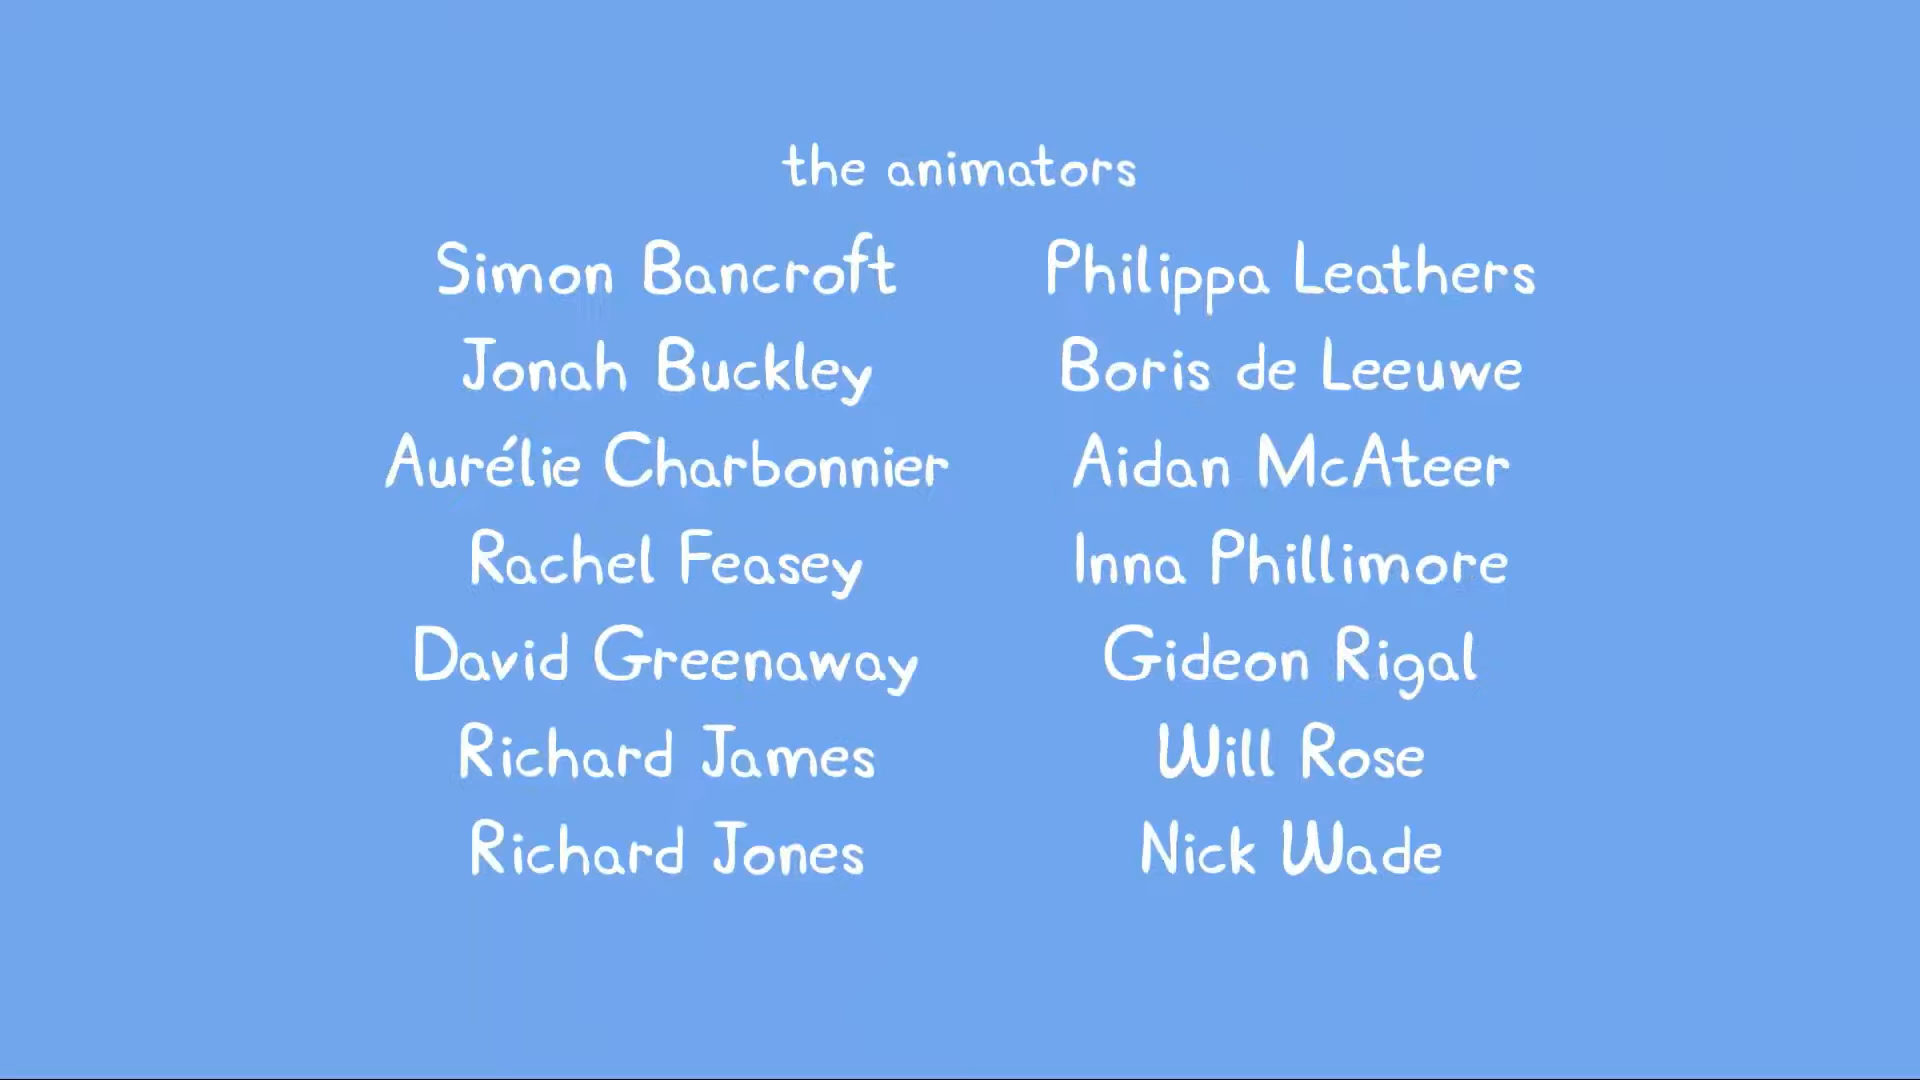 the animators
Simon Bancroft
Jonah Buckley
Aurélie Charbonnier
Rachel Feasey
David Greenaway
Richard James
Richard Jones
Philippa Leathers
Boris de Leeuwe
Aidan McAteer
Inna Phillimore
Gideon Rigal
Will Rose
Nick Wade